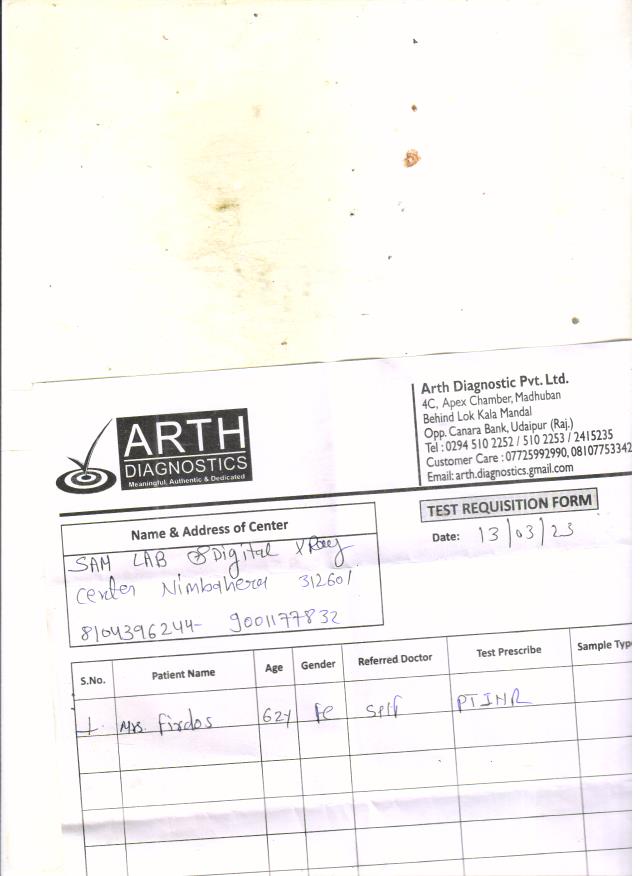 ARTH
DIAGNOSTICS
Meaningful, Authentic & Dedicated
Arth Diagnostic Pvt. Ltd.
4C, Apex Chamber, Madhuban
Behind Lok Kala Mandal
Opp. Canara Bank, Udaipur (Raj.)
Tel : 0294 510 2252 / 510 2253 / 2415235
Customer Care : 07725992990, 08107753342
Email: arth.diagnostics.gmail.com
TEST REQUISITION FORM
Date: 13/03/23
Name & Address of Center
SAM LAB & Digital XRay
Center Nimbahera 312601
8104396244- 9001177832
S.No. Patient Name Age Gender Referred Doctor Test Prescribe Sample Type
1. Mrs. Firdos 62y Fe Self PTINR